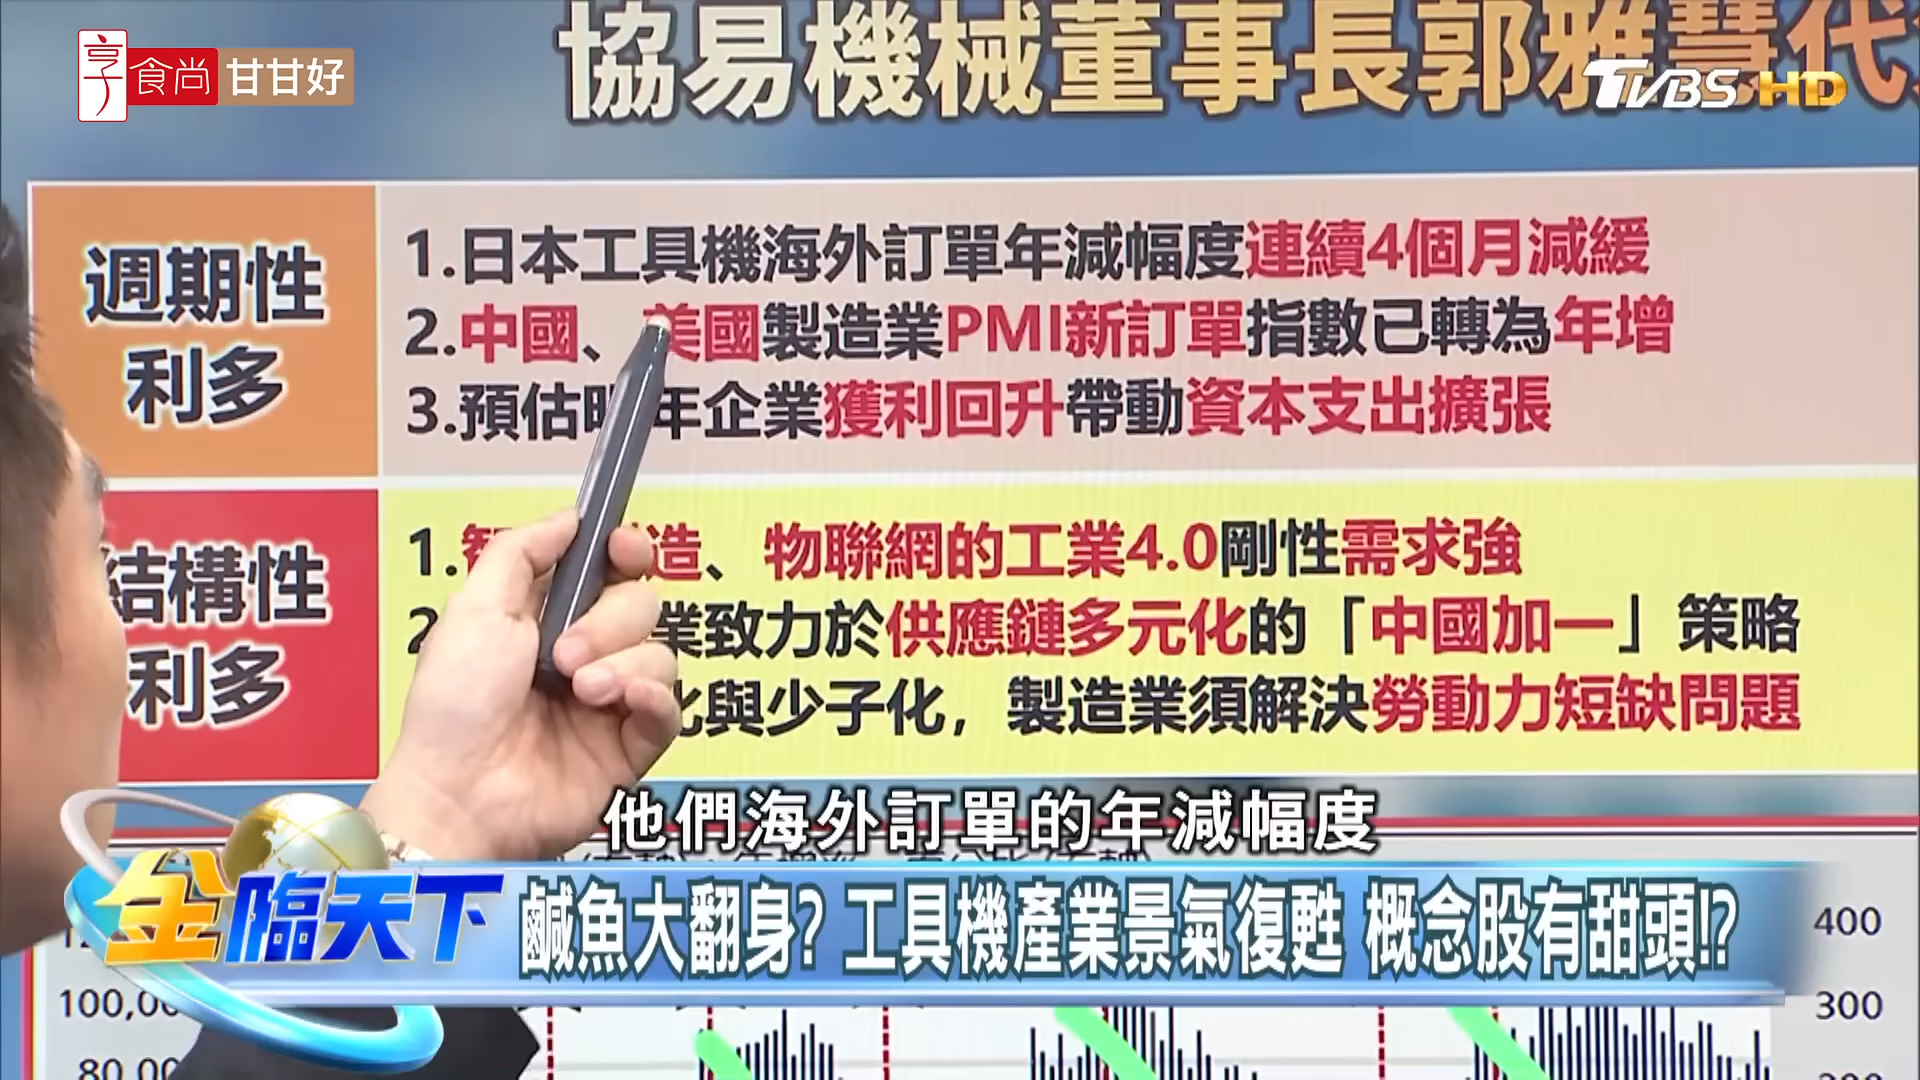 享 食尚 甘甘好
協易機械董事長郭雅慧代
TVBS HD
週期性
利多
1.日本工具機海外訂單年減幅度連續4個月減緩
2.中國、美國製造業PMI新訂單指數已轉為年增
3.預估明年企業獲利回升帶動資本支出擴張
結構性
利多
1.智 造、物聯網的工業4.0剛性需求強
2. 業致力於供應鏈多元化的「中國加一」策略
化與少子化，製造業須解決勞動力短缺問題
他們海外訂單的年減幅度
金臨天下
鹹魚大翻身? 工具機產業景氣復甦 概念股有甜頭!?
400
100,00
300
80,00